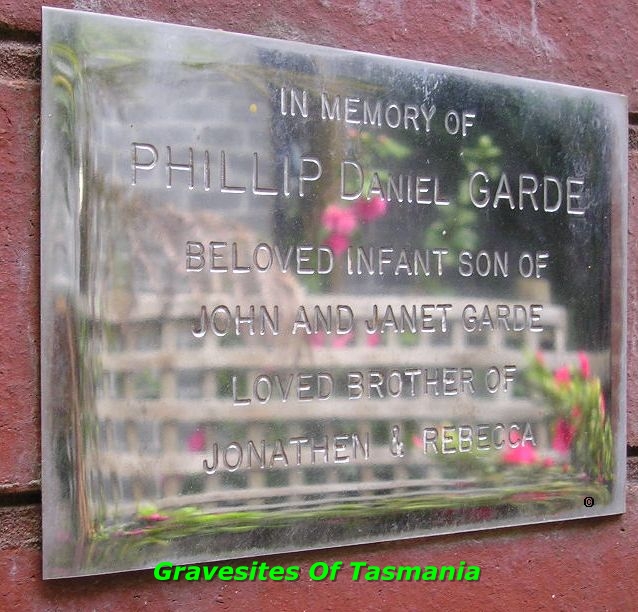 IN MEMORY OF
PHILLIP DANIEL GARDE
BELOVED INFANT SON OF
JOHN AND JANET GARDE
LOVED BROTHER OF
JONATHEN & REBECCA
©
Gravesites Of Tasmania